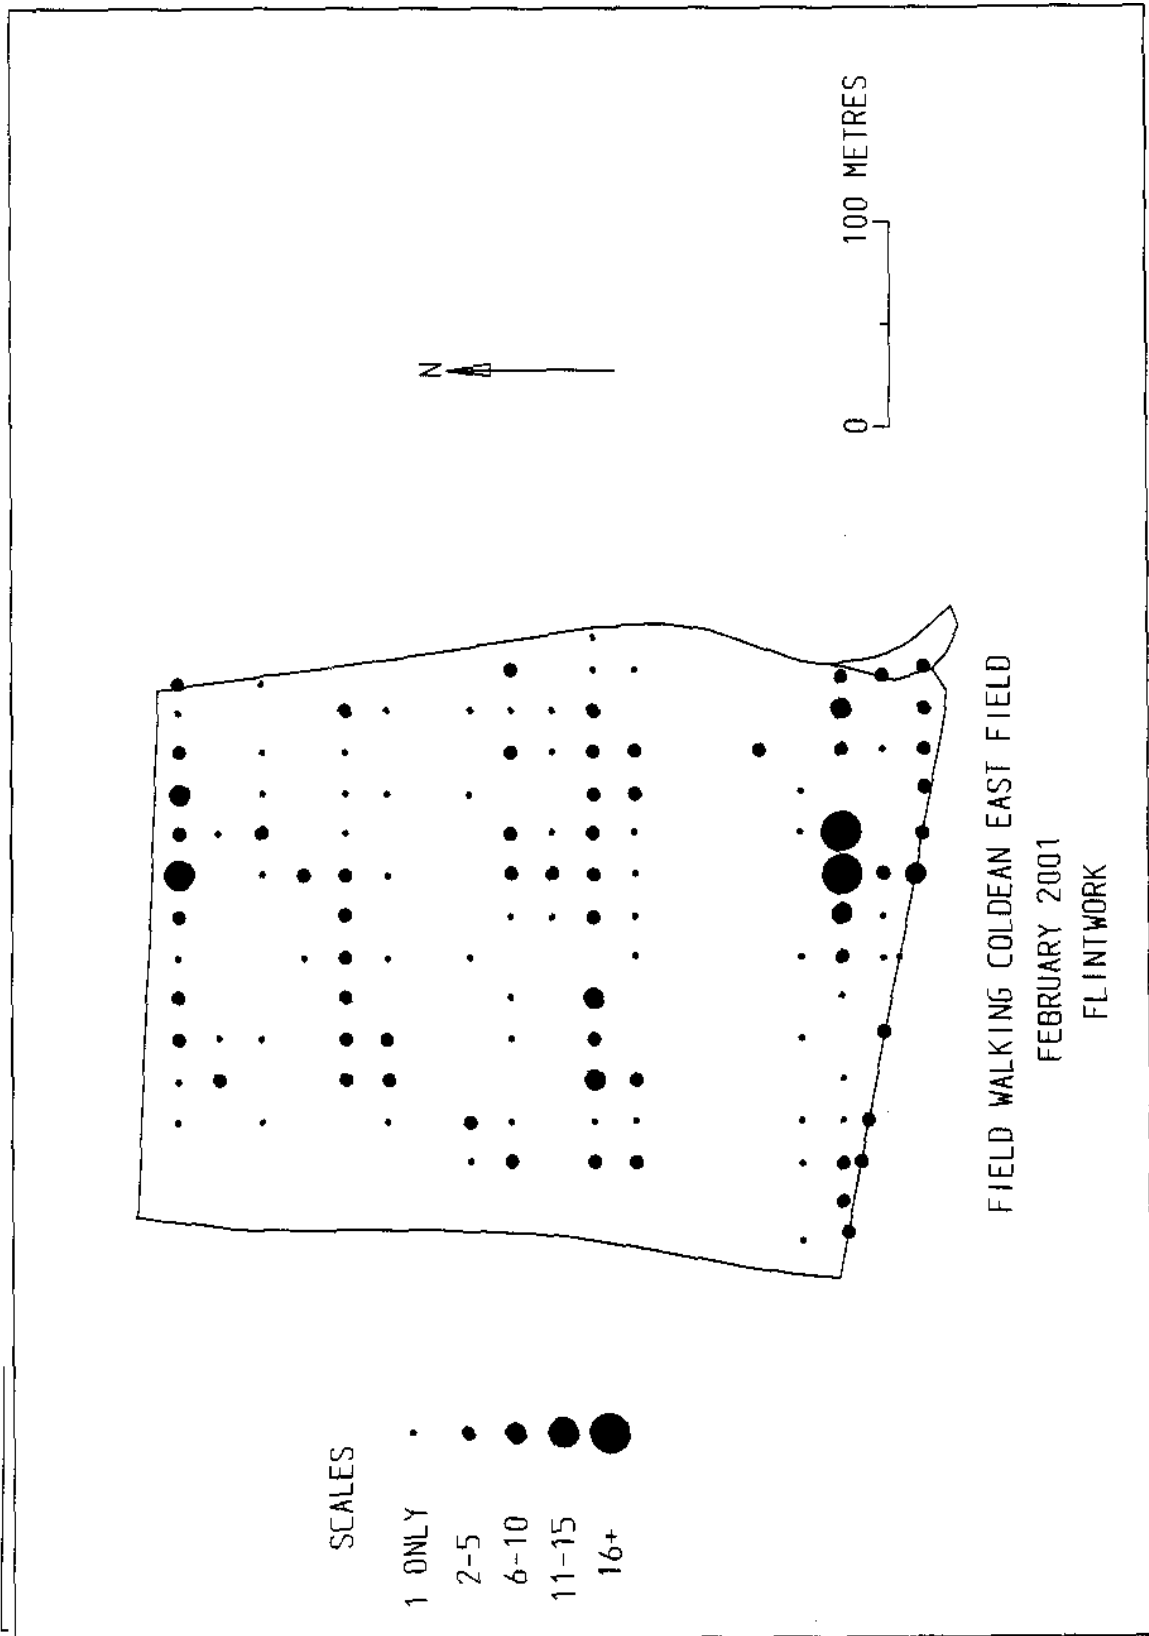 SCALES
1 ONLY
2-5
6-10
11-15
16+
N
0 100 METRES
FIELD WALKING COLDEAN EAST FIELD
FEBRUARY 2001
FLINTWORK